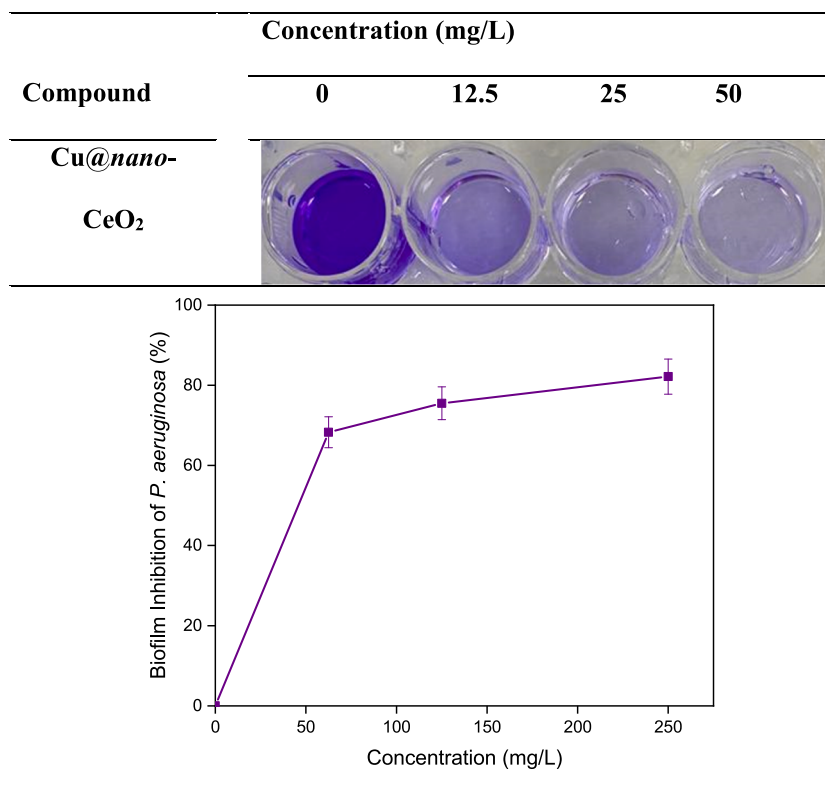 Concentration (mg/L)
Compound 0 12.5 25 50
Cu@nano-
CeO₂
100
80
60
40
20
0
Biofilm Inhibition of P. aeruginosa (%)
0 50 100 150 200 250
Concentration (mg/L)